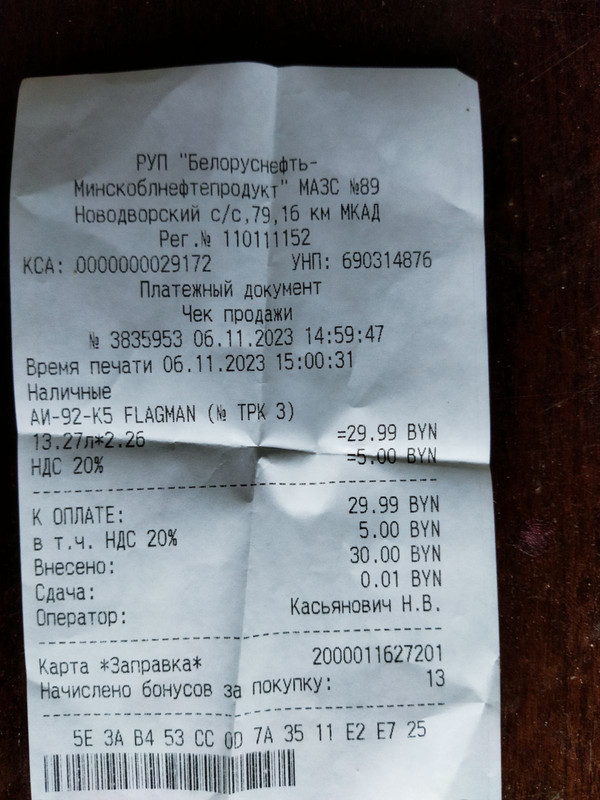 РУП "Белоруснефть-
Минскоблнефтепродукт" МАЗС №89
Новодворский с/с,79,16 км МКАД
Рег.№ 110111152
КСА: .0000000029172 УНП: 690314876
Платежный документ
Чек продажи
№ 3835953 06.11.2023 14:59:47
Время печати 06.11.2023 15:00:31
Наличные
АИ-92-К5 FLAGMAN (№ ТРК 3)
13.27л*2.26 =29.99 BYN
НДС 20% =5.00 BYN
К ОПЛАТЕ: 29.99 BYN
в т.ч. НДС 20% 5.00 BYN
Внесено: 30.00 BYN
Сдача: 0.01 BYN
Оператор: Касьянович Н.В.
Карта *Заправка* 2000011627201
Начислено бонусов за покупку: 13
5E 3A B4 53 CC 0D 7A 35 11 E2 E7 25